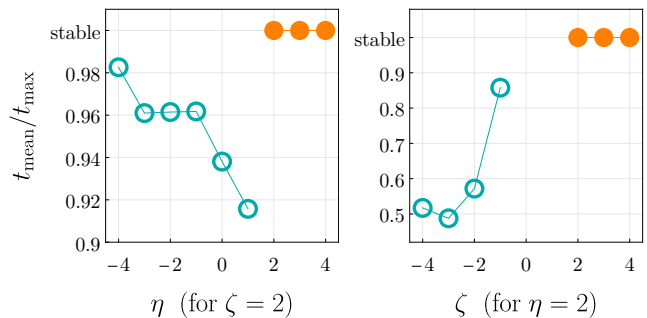 stable
0.98
0.96
0.94
0.92
0.9
t_mean/t_max
−4 −2 0 2 4
η (for ζ = 2)
stable
0.9
0.8
0.7
0.6
0.5
−4 −2 0 2 4
ζ (for η = 2)